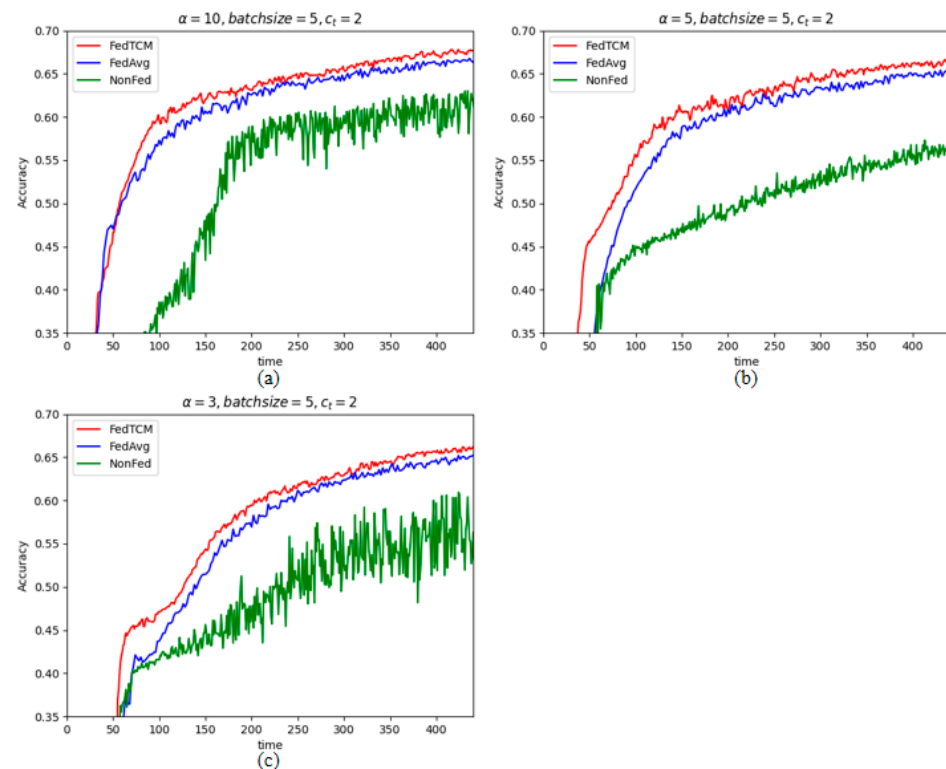 α = 10, batchsize = 5, c_t = 2
0.70
0.65
0.60
0.55
0.50
0.45
0.40
0.35
Accuracy
FedTCM
FedAvg
NonFed
0 50 100 150 200 250 300 350 400
time
(a)
α = 5, batchsize = 5, c_t = 2
0.70
0.65
0.60
0.55
0.50
0.45
0.40
0.35
Accuracy
FedTCM
FedAvg
NonFed
0 50 100 150 200 250 300 350 400
time
(b)
α = 3, batchsize = 5, c_t = 2
0.70
0.65
0.60
0.55
0.50
0.45
0.40
0.35
Accuracy
FedTCM
FedAvg
NonFed
0 50 100 150 200 250 300 350 400
time
(c)